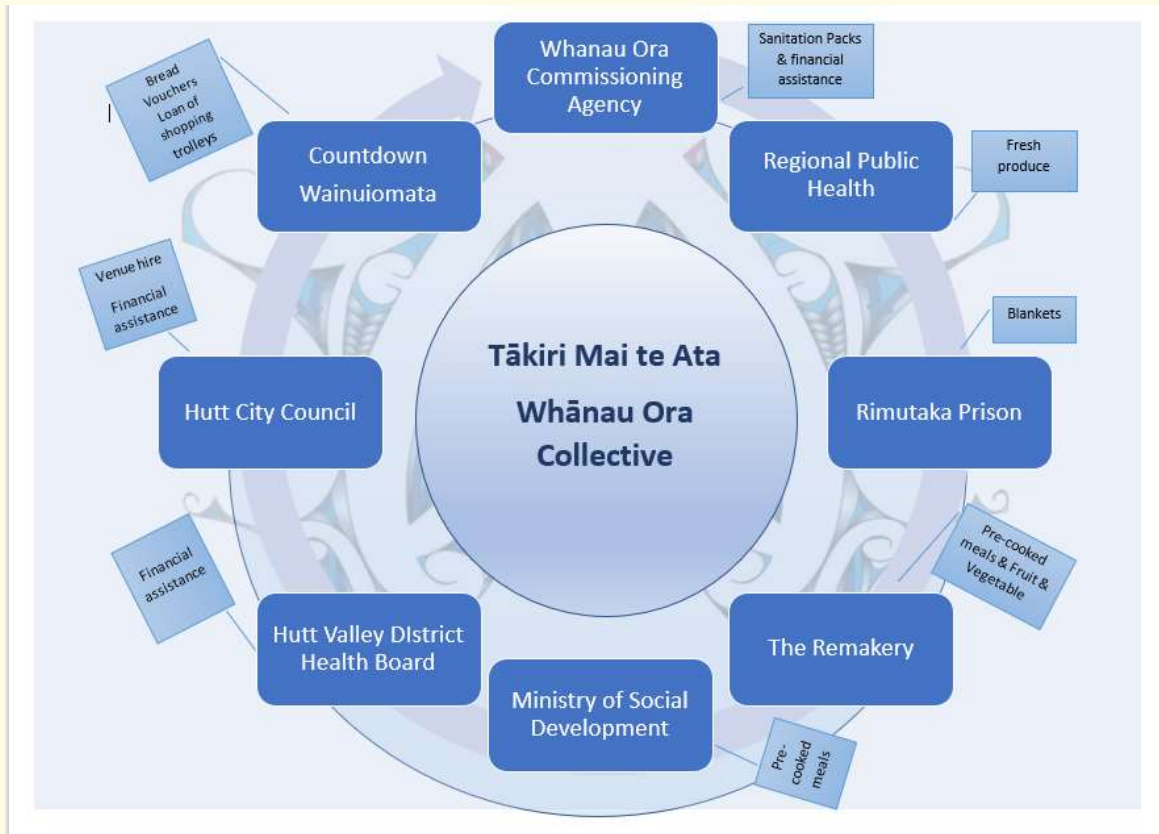 Whanau Ora
Commissioning
Agency
Sanitation Packs
& financial
assistance
Regional Public
Health
Fresh
produce
Rimutaka Prison
Blankets
The Remakery
Pre-cooked
meals & Fruit &
Vegetable
Ministry of Social
Development
Pre-
cooked
meals
Hutt Valley DIstrict
Health Board
Financial
assistance
Hutt City Council
Venue hire
Financial
assistance
Countdown
Wainuiomata
Bread
Vouchers
Loan of
shopping
trolleys
Tākiri Mai te Ata
Whānau Ora
Collective